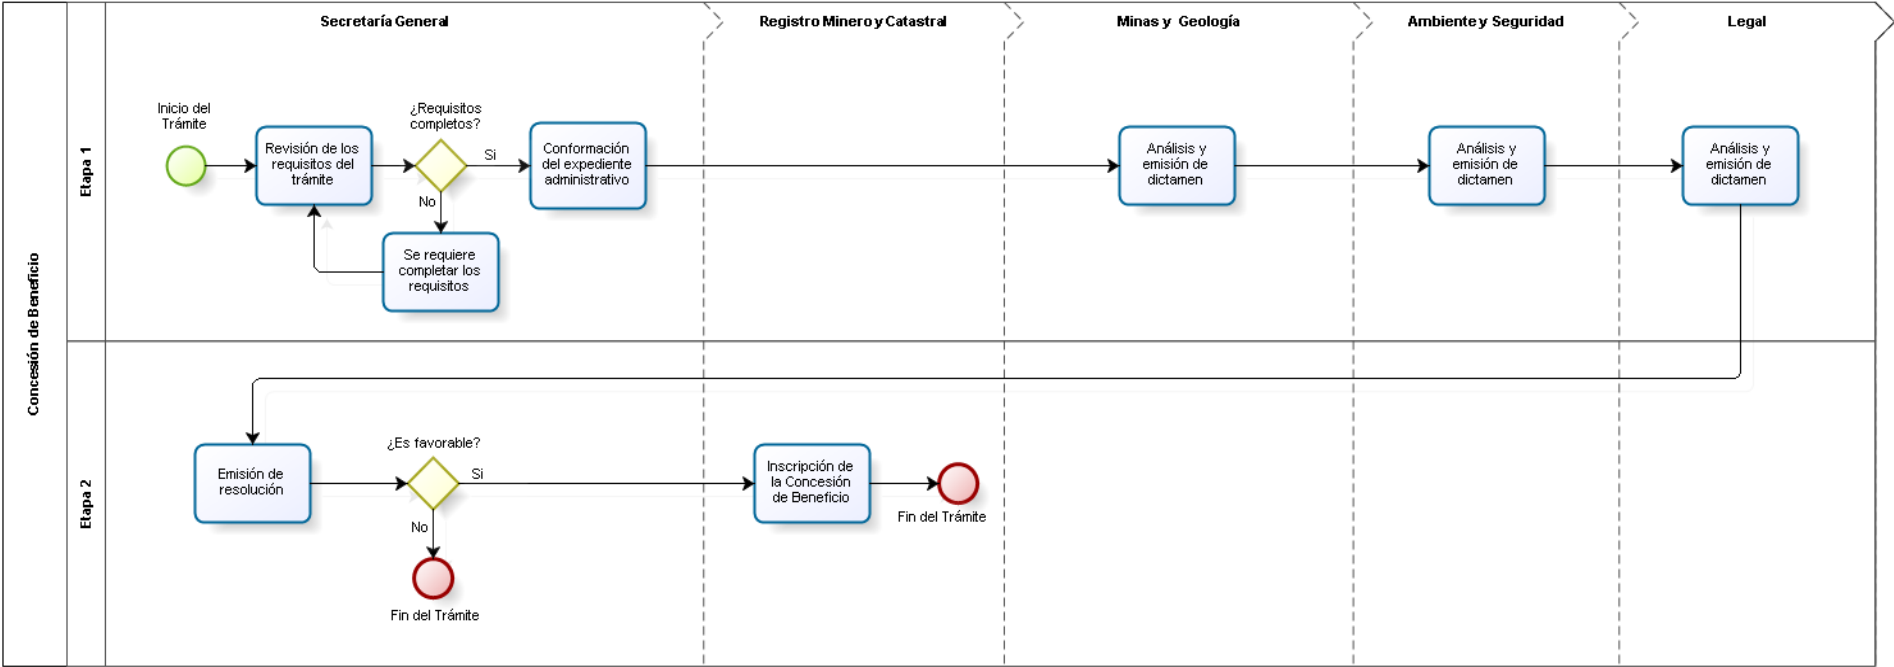 Secretaría General
Registro Minero y Catastral
Minas y Geología
Ambiente y Seguridad
Legal
Concesión de Beneficio
Etapa 1
Inicio del
Trámite
Revisión de los
requisitos del
trámite
¿Requisitos
completos?
Si
No
Se requiere
completar los
requisitos
Conformación
del expediente
administrativo
Análisis y
emisión de
dictamen
Análisis y
emisión de
dictamen
Análisis y
emisión de
dictamen
Etapa 2
Emisión de
resolución
¿Es favorable?
Si
No
Fin del Trámite
Inscripción de
la Concesión
de Beneficio
Fin del Trámite